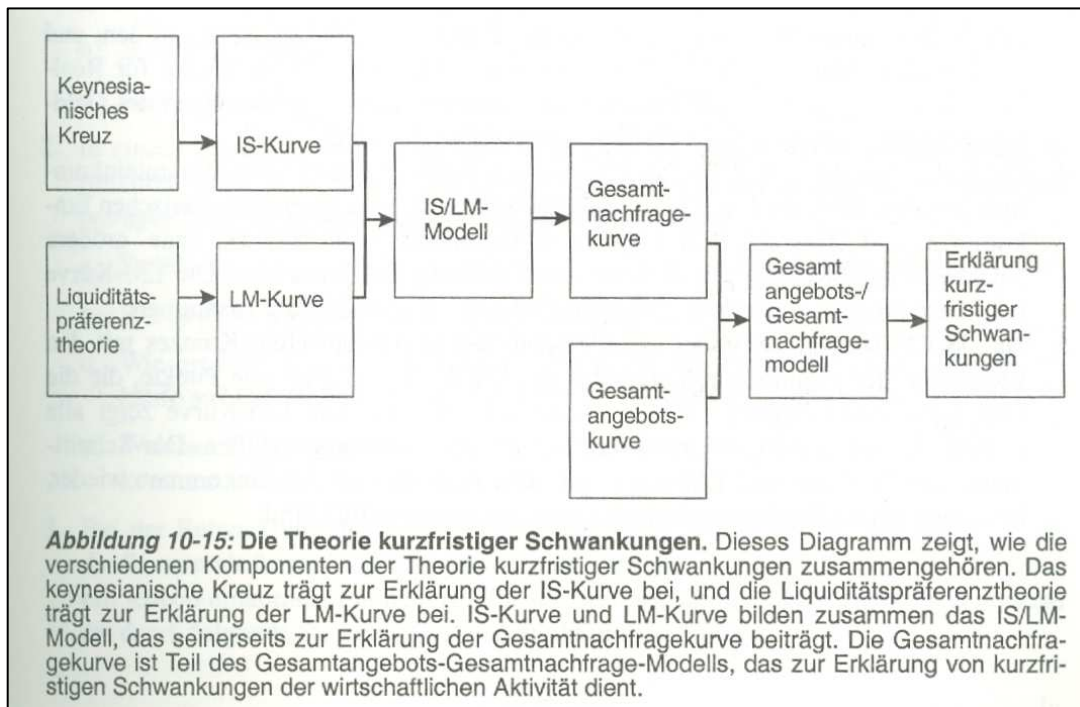 Keynesia-
nisches
Kreuz
IS-Kurve
Liquiditäts-
präferenz-
theorie
LM-Kurve
IS/LM-
Modell
Gesamt-
nachfrage-
kurve
Gesamt-
angebots-
kurve
Gesamt
angebots-/
Gesamt-
nachfrage-
modell
Erklärung
kurz-
fristiger
Schwan-
kungen
Abbildung 10-15: Die Theorie kurzfristiger Schwankungen. Dieses Diagramm zeigt, wie die
verschiedenen Komponenten der Theorie kurzfristiger Schwankungen zusammengehören. Das
keynesianische Kreuz trägt zur Erklärung der IS-Kurve bei, und die Liquiditätspräferenztheorie
trägt zur Erklärung der LM-Kurve bei. IS-Kurve und LM-Kurve bilden zusammen das IS/LM-
Modell, das seinerseits zur Erklärung der Gesamtnachfragekurve beiträgt. Die Gesamtnachfra-
gekurve ist Teil des Gesamtangebots-Gesamtnachfrage-Modells, das zur Erklärung von kurzfri-
stigen Schwankungen der wirtschaftlichen Aktivität dient.